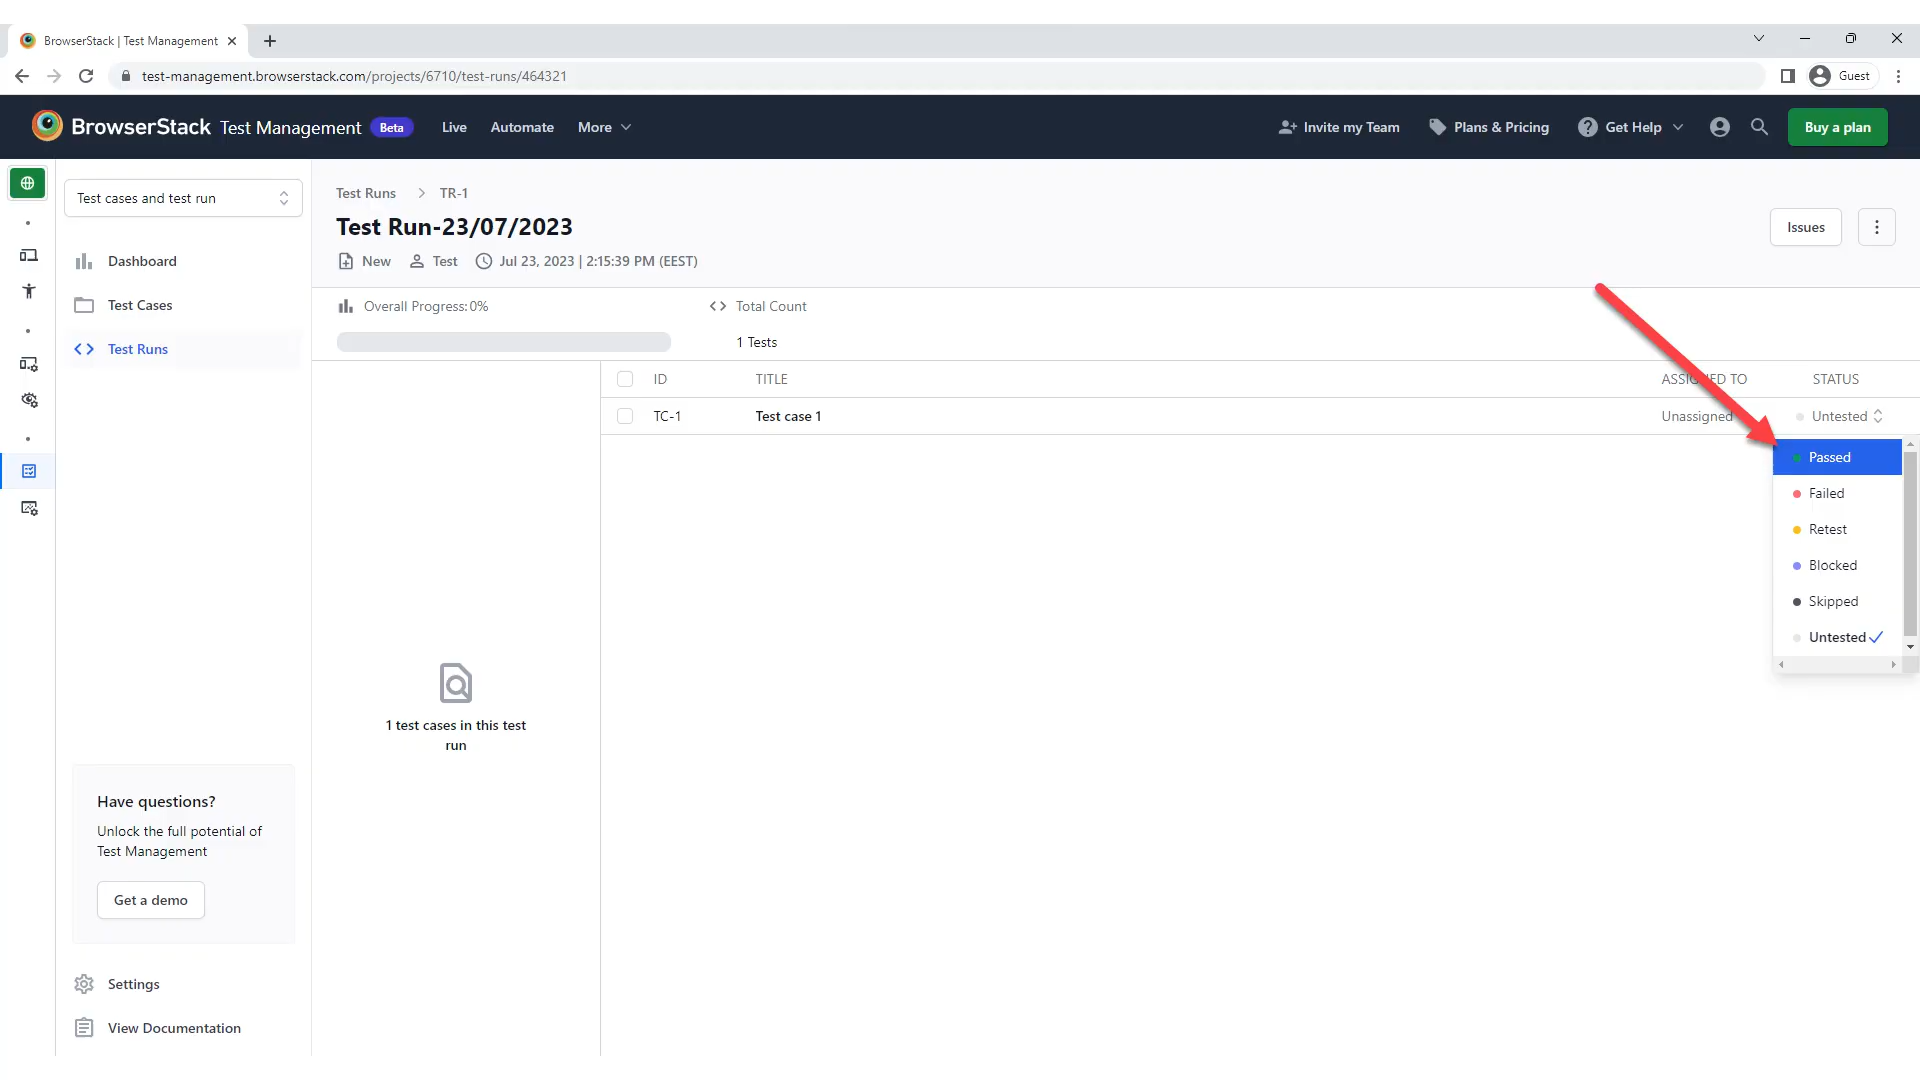 BrowserStack | Test Management
test-management.browserstack.com/projects/6710/test-runs/464321
Guest
BrowserStack Test Management Beta Live Automate More Invite my Team Plans & Pricing Get Help Buy a plan
Test cases and test run
Dashboard
Test Cases
Test Runs
Have questions?
Unlock the full potential of
Test Management
Get a demo
Settings
View Documentation
Test Runs > TR-1
Test Run-23/07/2023
New Test Jul 23, 2023 | 2:15:39 PM (EEST)
Issues
Overall Progress: 0% Total Count
1 Tests
ID TITLE ASSIGNED TO STATUS
TC-1 Test case 1 Unassigned Untested
Passed
Failed
Retest
Blocked
Skipped
Untested
1 test cases in this test
run